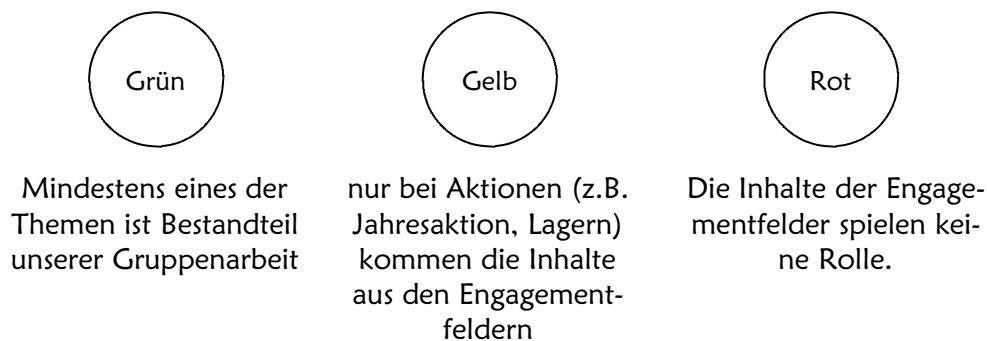 Grün
Mindestens eines der
Themen ist Bestandteil
unserer Gruppenarbeit
Gelb
nur bei Aktionen (z.B.
Jahresaktion, Lagern)
kommen die Inhalte
aus den Engagement-
feldern
Rot
Die Inhalte der Engage-
mentfelder spielen kei-
ne Rolle.